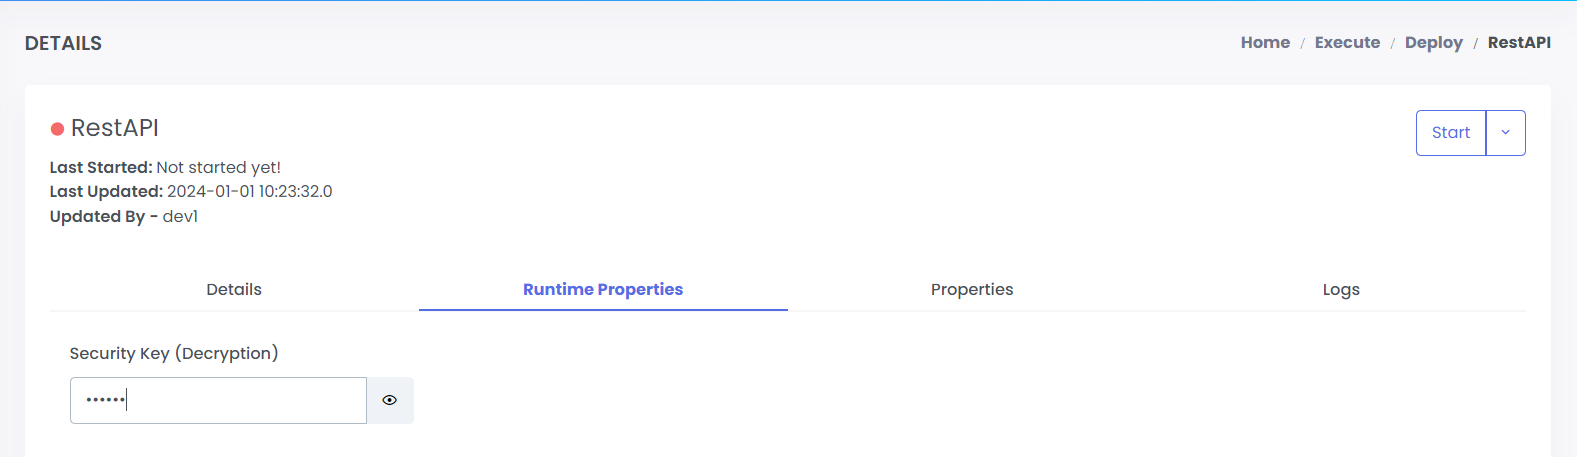 DETAILS
Home / Execute / Deploy / RestAPI
RestAPI
Start
Last Started: Not started yet!
Last Updated: 2024-01-01 10:23:32.0
Updated By - dev1
Details
Runtime Properties
Properties
Logs
Security Key (Decryption)
••••••